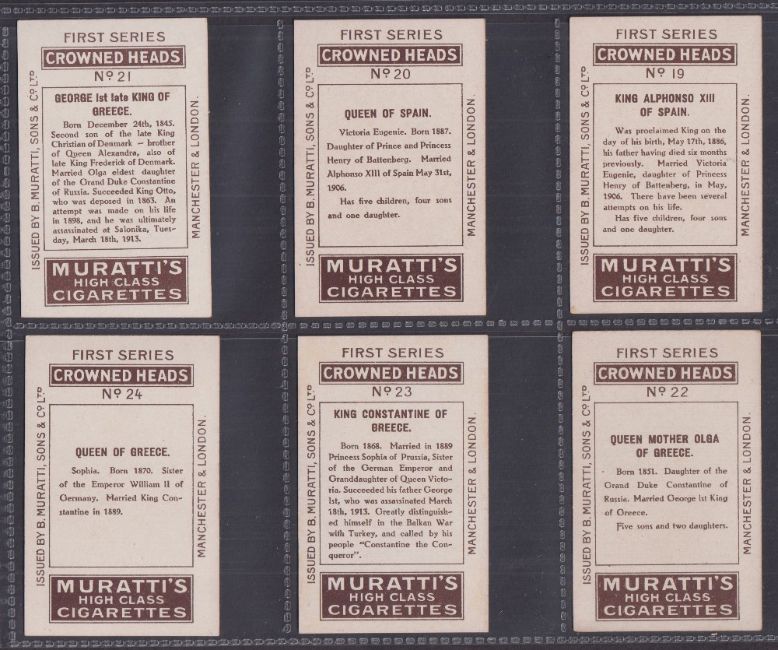 FIRST SERIES
CROWNED HEADS
Nº 21
ISSUED BY B. MURATTI, SONS & Cº Lᵀᴰ
GEORGE Ist late KING OF
GREECE.
Born December 24th, 1845.
Second son of the late King
Christian of Denmark — brother
of Queen Alexandra, also of
late King Frederick of Denmark.
Married Olga eldest daughter
of the Grand Duke Constantine
of Russia. Succeeded King Otto,
who was deposed in 1863. An
attempt was made on his life
in 1898, and he was ultimately
assassinated at Salonika, Tues-
day, March 18th, 1913.
MANCHESTER & LONDON.
MURATTI'S
HIGH CLASS
CIGARETTES
FIRST SERIES
CROWNED HEADS
Nº 20
ISSUED BY B. MURATTI, SONS & Cº Lᵀᴰ
QUEEN OF SPAIN.
Victoria Eugenie. Born 1887.
Daughter of Prince and Princess
Henry of Battenberg. Married
Alphonso XIII of Spain May 31st,
1906.
Has five children, four sons
and one daughter.
MANCHESTER & LONDON.
MURATTI'S
HIGH CLASS
CIGARETTES
FIRST SERIES
CROWNED HEADS
Nº 19
ISSUED BY B. MURATTI, SONS & Cº Lᵀᴰ
KING ALPHONSO XIII
OF SPAIN.
Was proclaimed King on the
day of his birth, May 17th, 1886,
his father having died six months
previously. Married Victoria
Eugenie, daughter of Princess
Henry of Battenberg, in May,
1906. There have been several
attempts on his life.
Has five children, four sons
and one daughter.
MANCHESTER & LONDON.
MURATTI'S
HIGH CLASS
CIGARETTES
FIRST SERIES
CROWNED HEADS
Nº 24
ISSUED BY B. MURATTI, SONS & Cº Lᵀᴰ
QUEEN OF GREECE.
Sophia. Born 1870. Sister
of the Emperor William II of
Germany. Married King Con-
stantine in 1889.
MANCHESTER & LONDON.
MURATTI'S
HIGH CLASS
CIGARETTES
FIRST SERIES
CROWNED HEADS
Nº 23
ISSUED BY B. MURATTI, SONS & Cº Lᵀᴰ
KING CONSTANTINE OF
GREECE.
Born 1868. Married in 1889
Princess Sophia of Prussia, Sister
of the German Emperor and
Granddaughter of Queen Victo-
ria. Succeeded his father George
Ist, who was assassinated March
18th, 1913. Greatly distinguish-
ed himself in the Balkan War
with Turkey, and called by his
people "Constantine the Con-
queror".
MANCHESTER & LONDON.
MURATTI'S
HIGH CLASS
CIGARETTES
FIRST SERIES
CROWNED HEADS
Nº 22
ISSUED BY B. MURATTI, SONS & Cº Lᵀᴰ
QUEEN MOTHER OLGA
OF GREECE.
Born 1851. Daughter of the
Grand Duke Constantine of
Russia. Married George Ist King
of Greece.
Five sons and two daughters.
MANCHESTER & LONDON.
MURATTI'S
HIGH CLASS
CIGARETTES